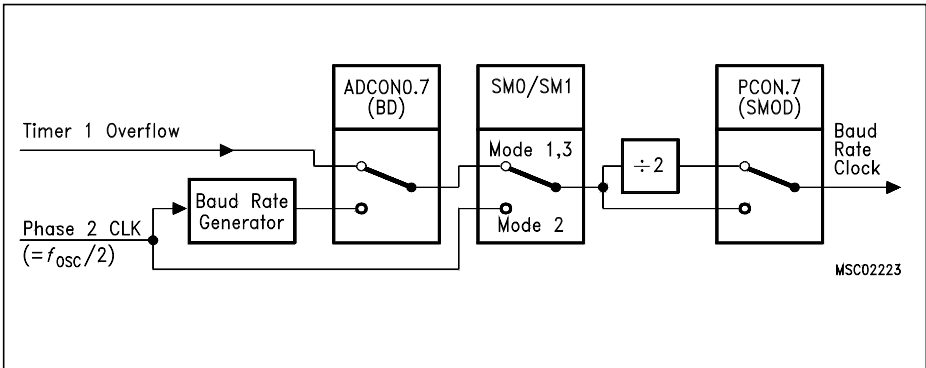 ADCON0.7
(BD)
SM0/SM1
PCON.7
(SMOD)
Timer 1 Overflow
Mode 1,3
÷2
Baud
Rate
Clock
Baud Rate
Generator
Phase 2 CLK
(=fOSC/2)
Mode 2
MSC02223